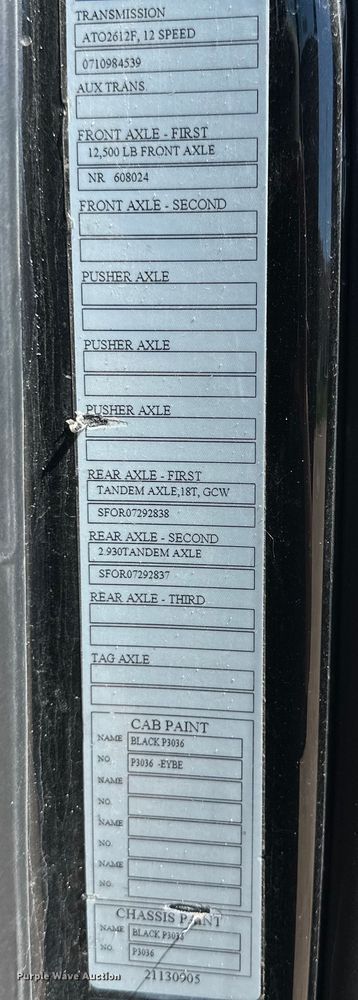 TRANSMISSION
ATO2612F, 12 SPEED
0710984539
AUX TRANS.
FRONT AXLE - FIRST
12,500 LB FRONT AXLE
NR 608024
FRONT AXLE - SECOND
PUSHER AXLE
PUSHER AXLE
PUSHER AXLE
REAR AXLE - FIRST
TANDEM AXLE,18T, GCW
SFOR07292838
REAR AXLE - SECOND
2.930TANDEM AXLE
SFOR07292837
REAR AXLE - THIRD
TAG AXLE
CAB PAINT
NAME BLACK P3036
NO. P3036 -EYBE
NAME
NO.
NAME
NO.
NAME
NO.
CHASSIS PAINT
NAME BLACK P3036
NO. P3036
21130905
Purple Wave Auction